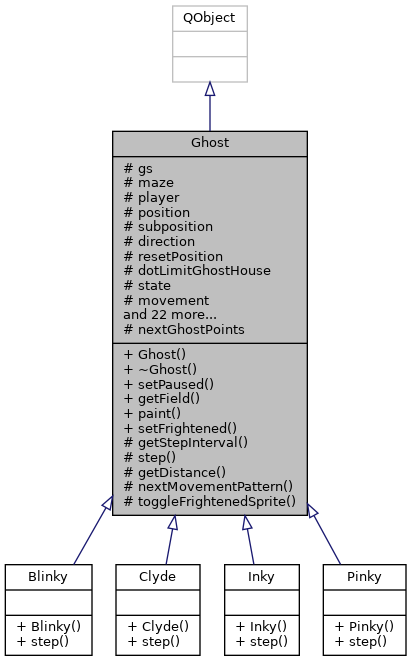 QObject
Ghost
# gs
# maze
# player
# position
# subposition
# direction
# resetPosition
# dotLimitGhostHouse
# state
# movement
and 22 more...
# nextGhostPoints
+ Ghost()
+ ~Ghost()
+ setPaused()
+ getField()
+ paint()
+ setFrightened()
# getStepInterval()
# step()
# getDistance()
# nextMovementPattern()
# toggleFrightenedSprite()
Blinky
+ Blinky()
+ step()
Clyde
+ Clyde()
+ step()
Inky
+ Inky()
+ step()
Pinky
+ Pinky()
+ step()